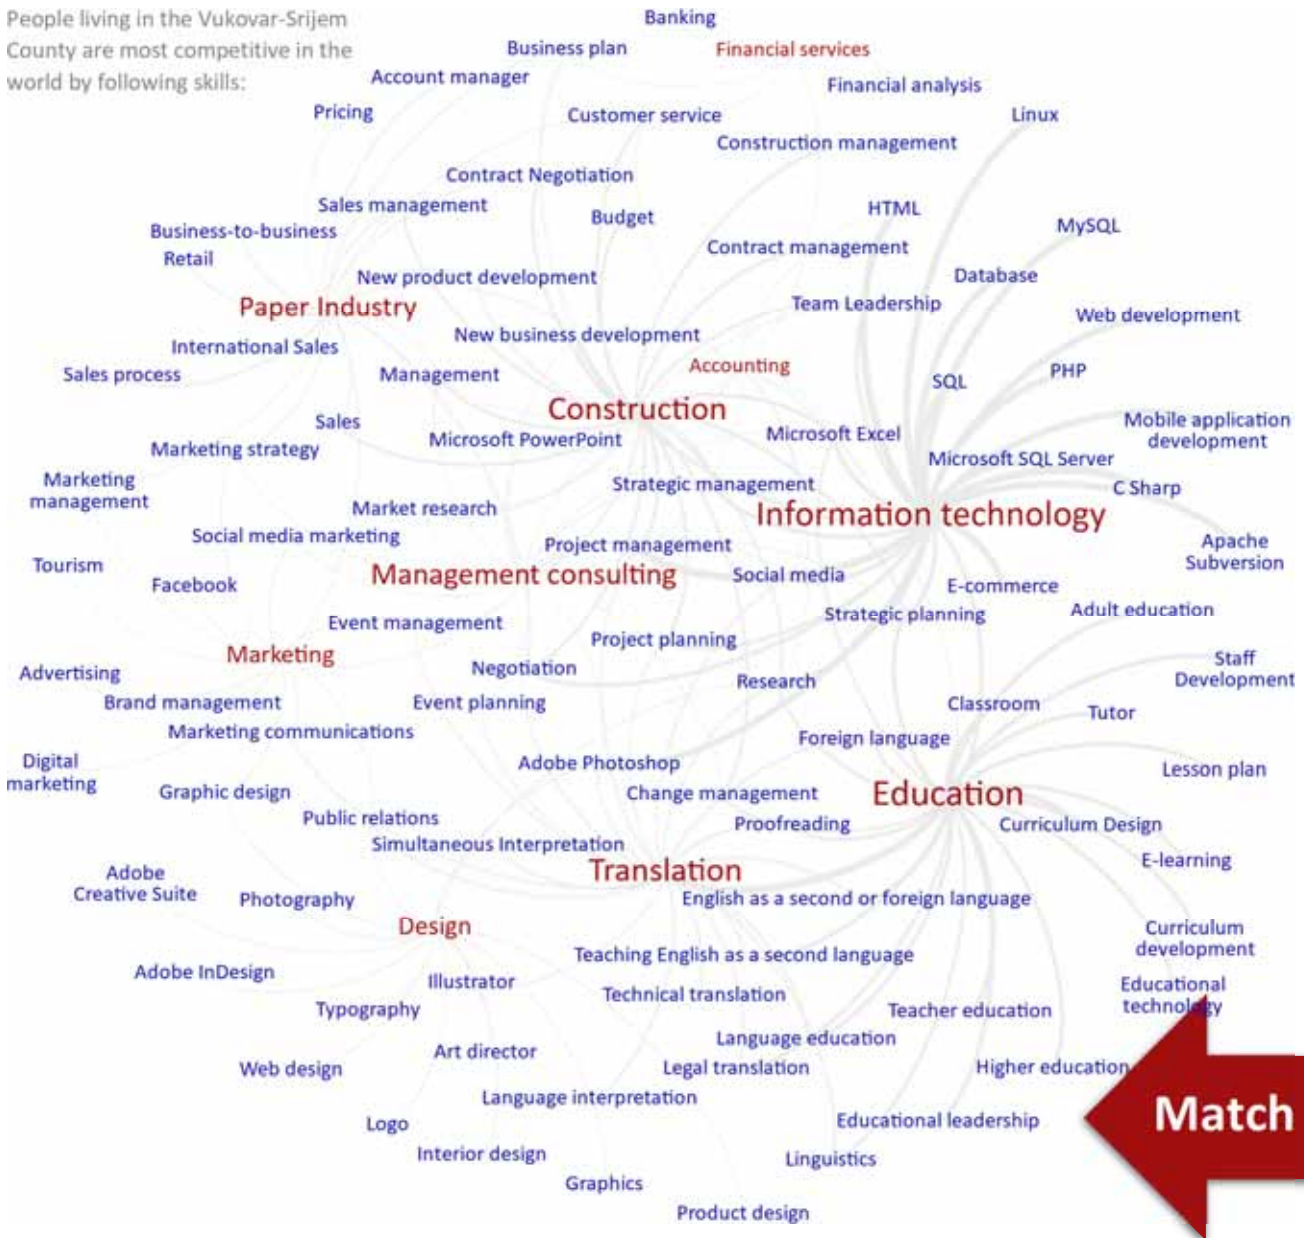 People living in the Vukovar-Srijem
County are most competitive in the
world by following skills:
Banking
Business plan
Financial services
Account manager
Financial analysis
Pricing
Customer service
Linux
Construction management
Contract Negotiation
Sales management
Budget
HTML
Business-to-business
MySQL
Retail
Contract management
New product development
Database
Paper Industry
Team Leadership
Web development
New business development
International Sales
Accounting
Sales process
Management
SQL
PHP
Construction
Sales
Microsoft PowerPoint
Microsoft Excel
Mobile application
development
Marketing strategy
Microsoft SQL Server
Marketing
management
Strategic management
C Sharp
Market research
Information technology
Social media marketing
Project management
Apache
Subversion
Tourism
Facebook
Management consulting
Social media
E-commerce
Strategic planning
Adult education
Event management
Project planning
Marketing
Negotiation
Staff
Development
Advertising
Research
Brand management
Event planning
Classroom
Tutor
Marketing communications
Foreign language
Digital
marketing
Adobe Photoshop
Lesson plan
Graphic design
Change management
Education
Public relations
Proofreading
Curriculum Design
Simultaneous Interpretation
E-learning
Translation
Adobe
Creative Suite
Photography
English as a second or foreign language
Design
Curriculum
development
Teaching English as a second language
Adobe InDesign
Illustrator
Technical translation
Educational
technology
Typography
Teacher education
Language education
Art director
Web design
Legal translation
Higher education
Language interpretation
Match
Logo
Educational leadership
Interior design
Linguistics
Graphics
Product design